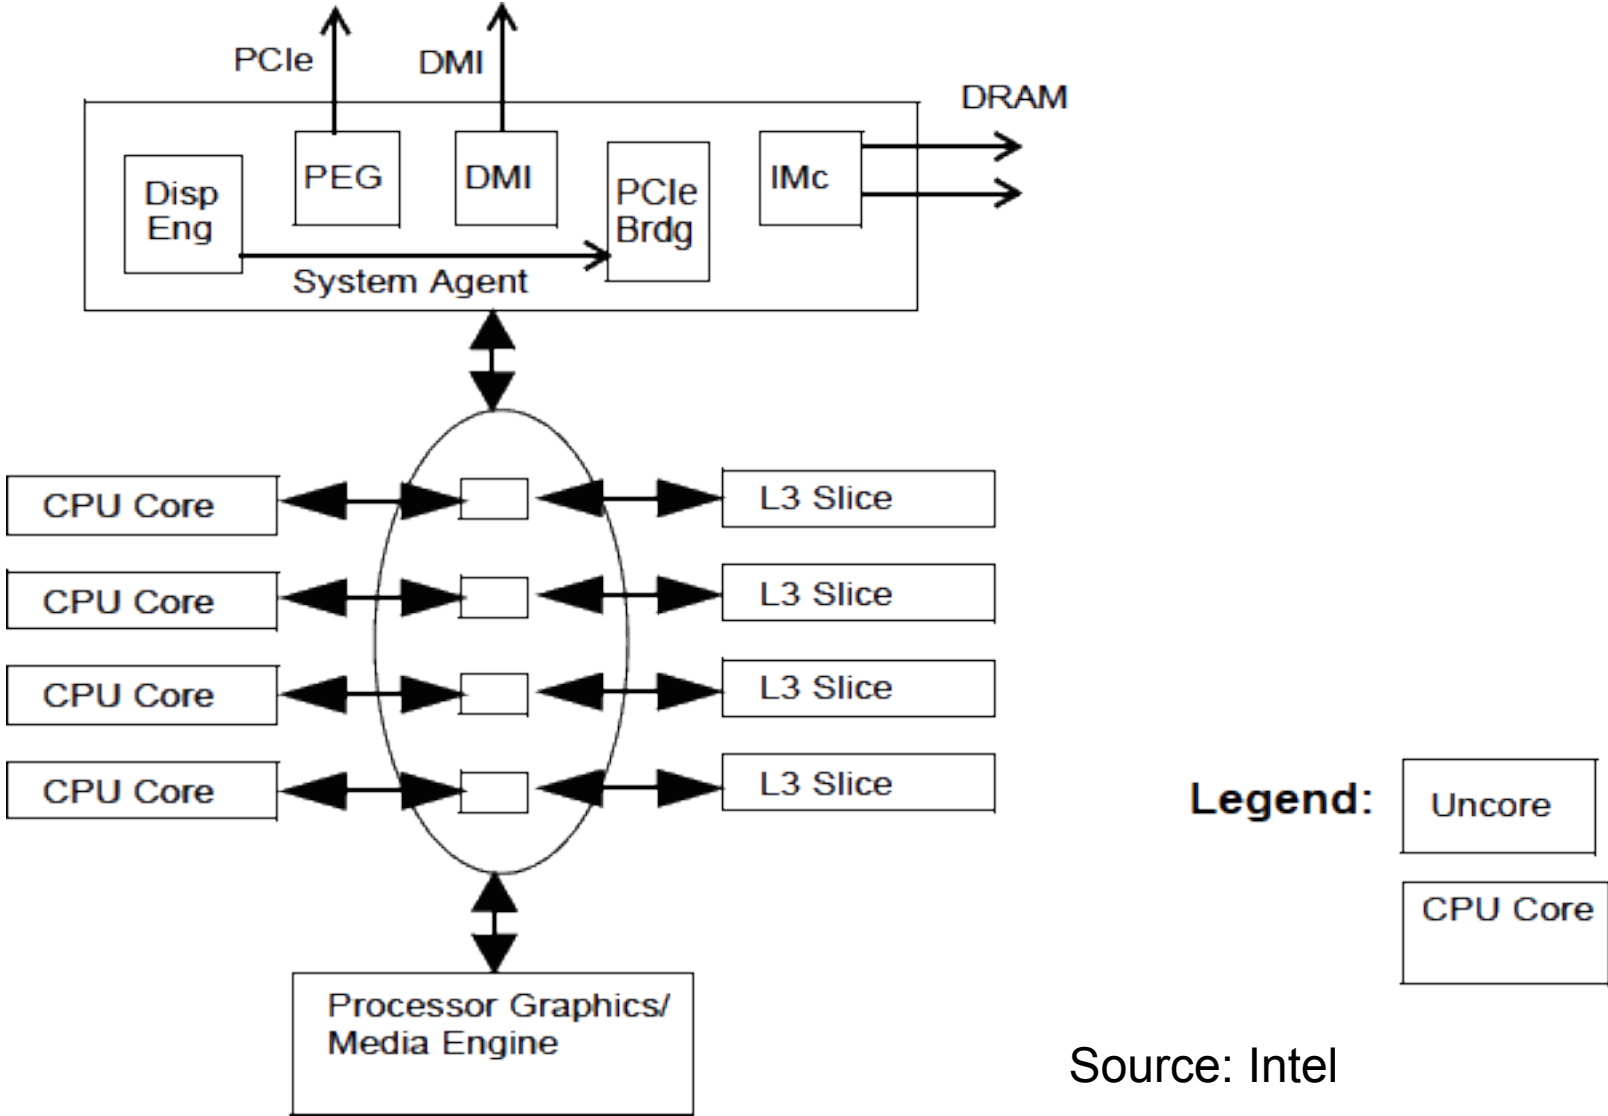 PCIe
DMI
DRAM
Disp
Eng
PEG
DMI
PCIe
Brdg
IMc
System Agent
CPU Core
L3 Slice
CPU Core
L3 Slice
CPU Core
L3 Slice
CPU Core
L3 Slice
Legend:
Uncore
CPU Core
Processor Graphics/
Media Engine
Source: Intel